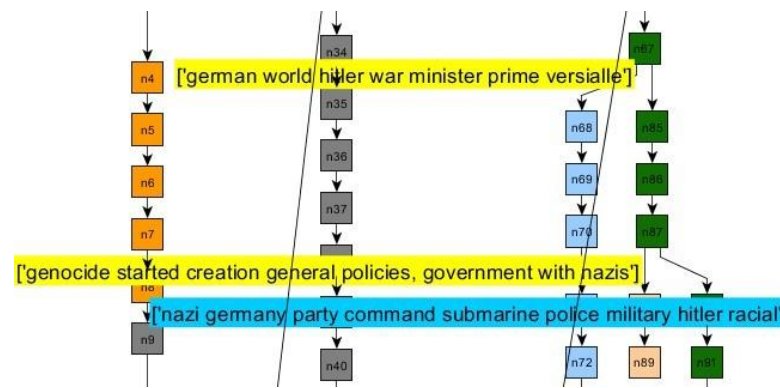 n34
n67
n4
['german world hitler war minister prime versialle']
n35
n5
n68
n85
n36
n6
n69
n86
n37
n7
n70
n87
['genocide started creation general policies, government with nazis']
n8
['nazi germany party command submarine police military hitler racial'
n9
n40
n72
n89
n91